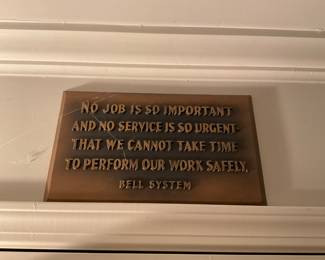 NO JOB IS SO IMPORTANT
AND NO SERVICE IS SO URGENT-
THAT WE CANNOT TAKE TIME
TO PERFORM OUR WORK SAFELY.
BELL SYSTEM